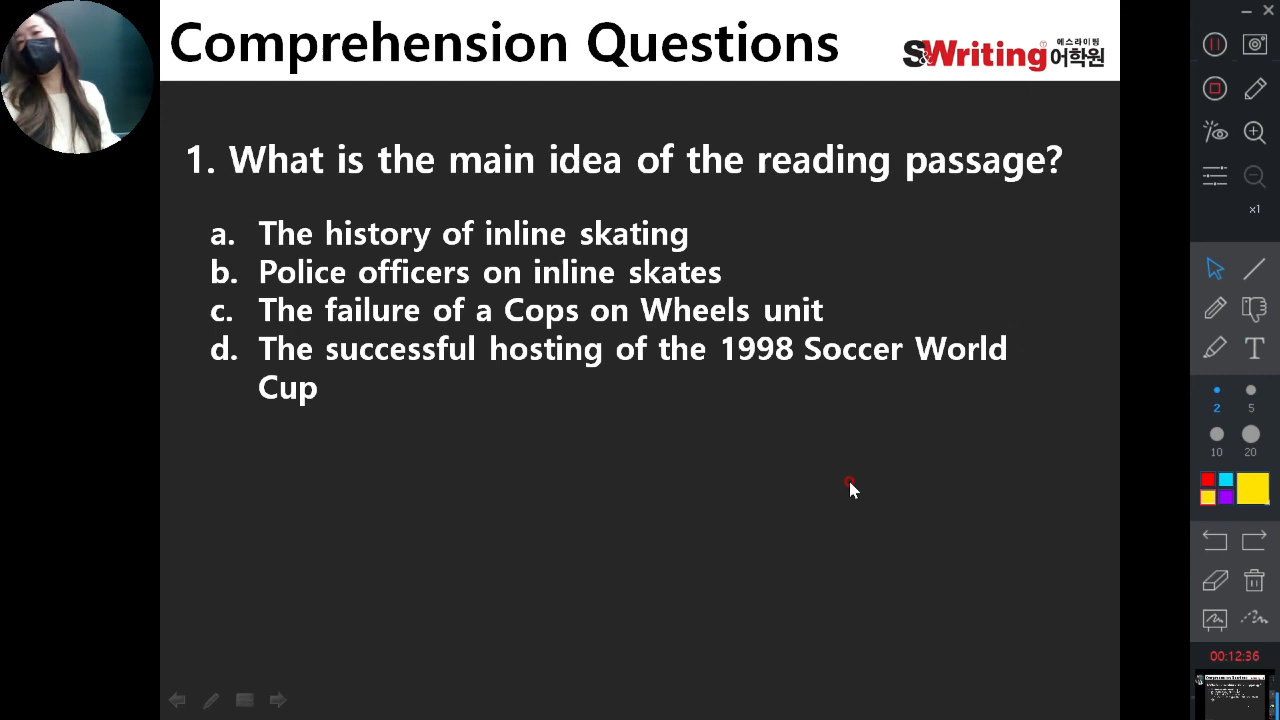 Comprehension Questions
S&Writing
에스라이팅
어학원
1. What is the main idea of the reading passage?
a. The history of inline skating
b. Police officers on inline skates
c. The failure of a Cops on Wheels unit
d. The successful hosting of the 1998 Soccer World
Cup
x1
T
2 5
10 20
00:12:36